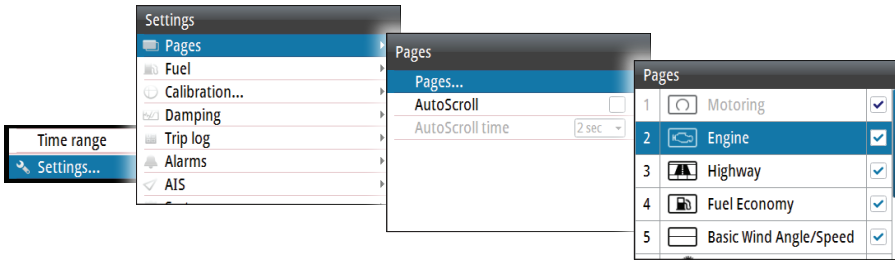 Time range
Settings...
Settings
Pages
Fuel
Calibration...
Damping
Trip log
Alarms
AIS
Pages
Pages...
AutoScroll
AutoScroll time 2 sec
Pages
1 Motoring
2 Engine
3 Highway
4 Fuel Economy
5 Basic Wind Angle/Speed